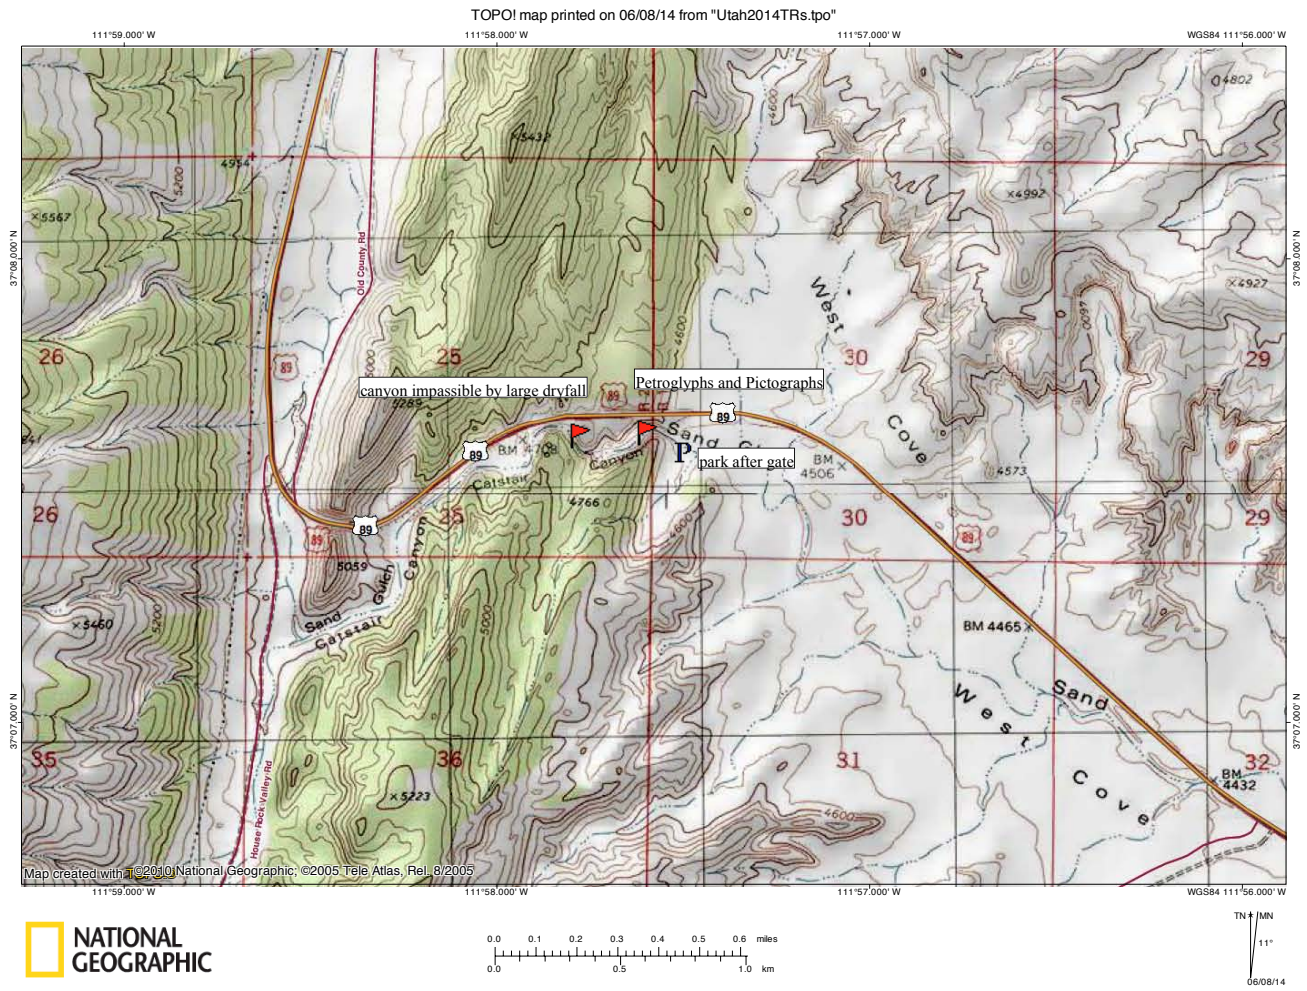 TOPO! map printed on 06/08/14 from "Utah2014TRs.tpo"
111°59.000' W
111°58.000' W
111°57.000' W
WGS84 111°56.000' W
4802
4600
5432
4954
5200
4992
5567
Old County Rd
37°08.000' N
37°08.000' N
4927
West
4600
4600
26
25
30
29
89
canyon impassible by large dryfall
Petroglyphs and Pictographs
89
5289
89
Cove
Sand
BM 4708
89
P
park after gate
Canyon
BM
4506
4573
Catstair
4766
26
25
30
29
89
89
89
Canyon
5059
Sand
Gulch
Catstair
5460
5200
5000
BM 4465
West
Sand
37°07.000' N
37°07.000' N
35
36
31
32
BM
4432
Cove
5223
4600
House Rock Valley Rd
Map created with TOPO!
©2010 National Geographic; ©2005 Tele Atlas, Rel. 8/2005
111°59.000' W
111°58.000' W
111°57.000' W
WGS84 111°56.000' W
NATIONAL
GEOGRAPHIC
0.0 0.1 0.2 0.3 0.4 0.5 0.6 miles
0.0 0.5 1.0 km
TN MN
11°
06/08/14